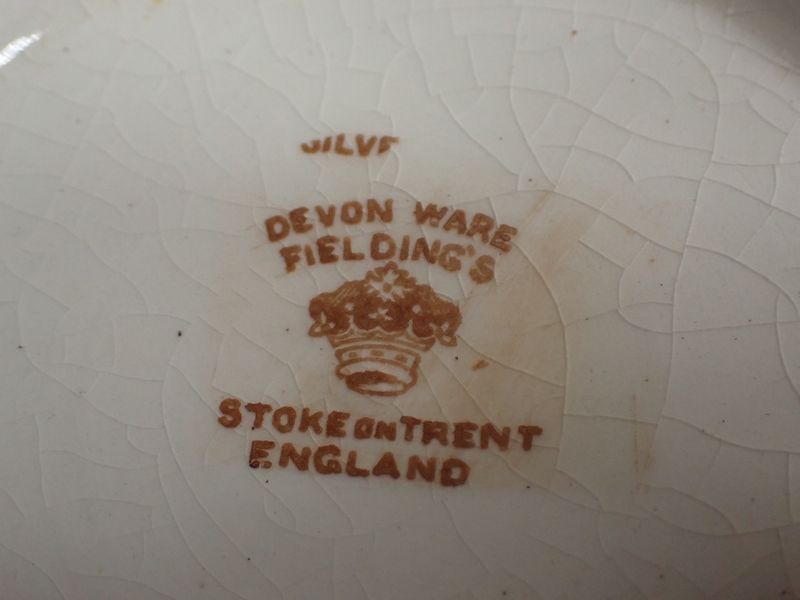 DEVON WARE
FIELDING'S
STOKE ON TRENT
ENGLAND